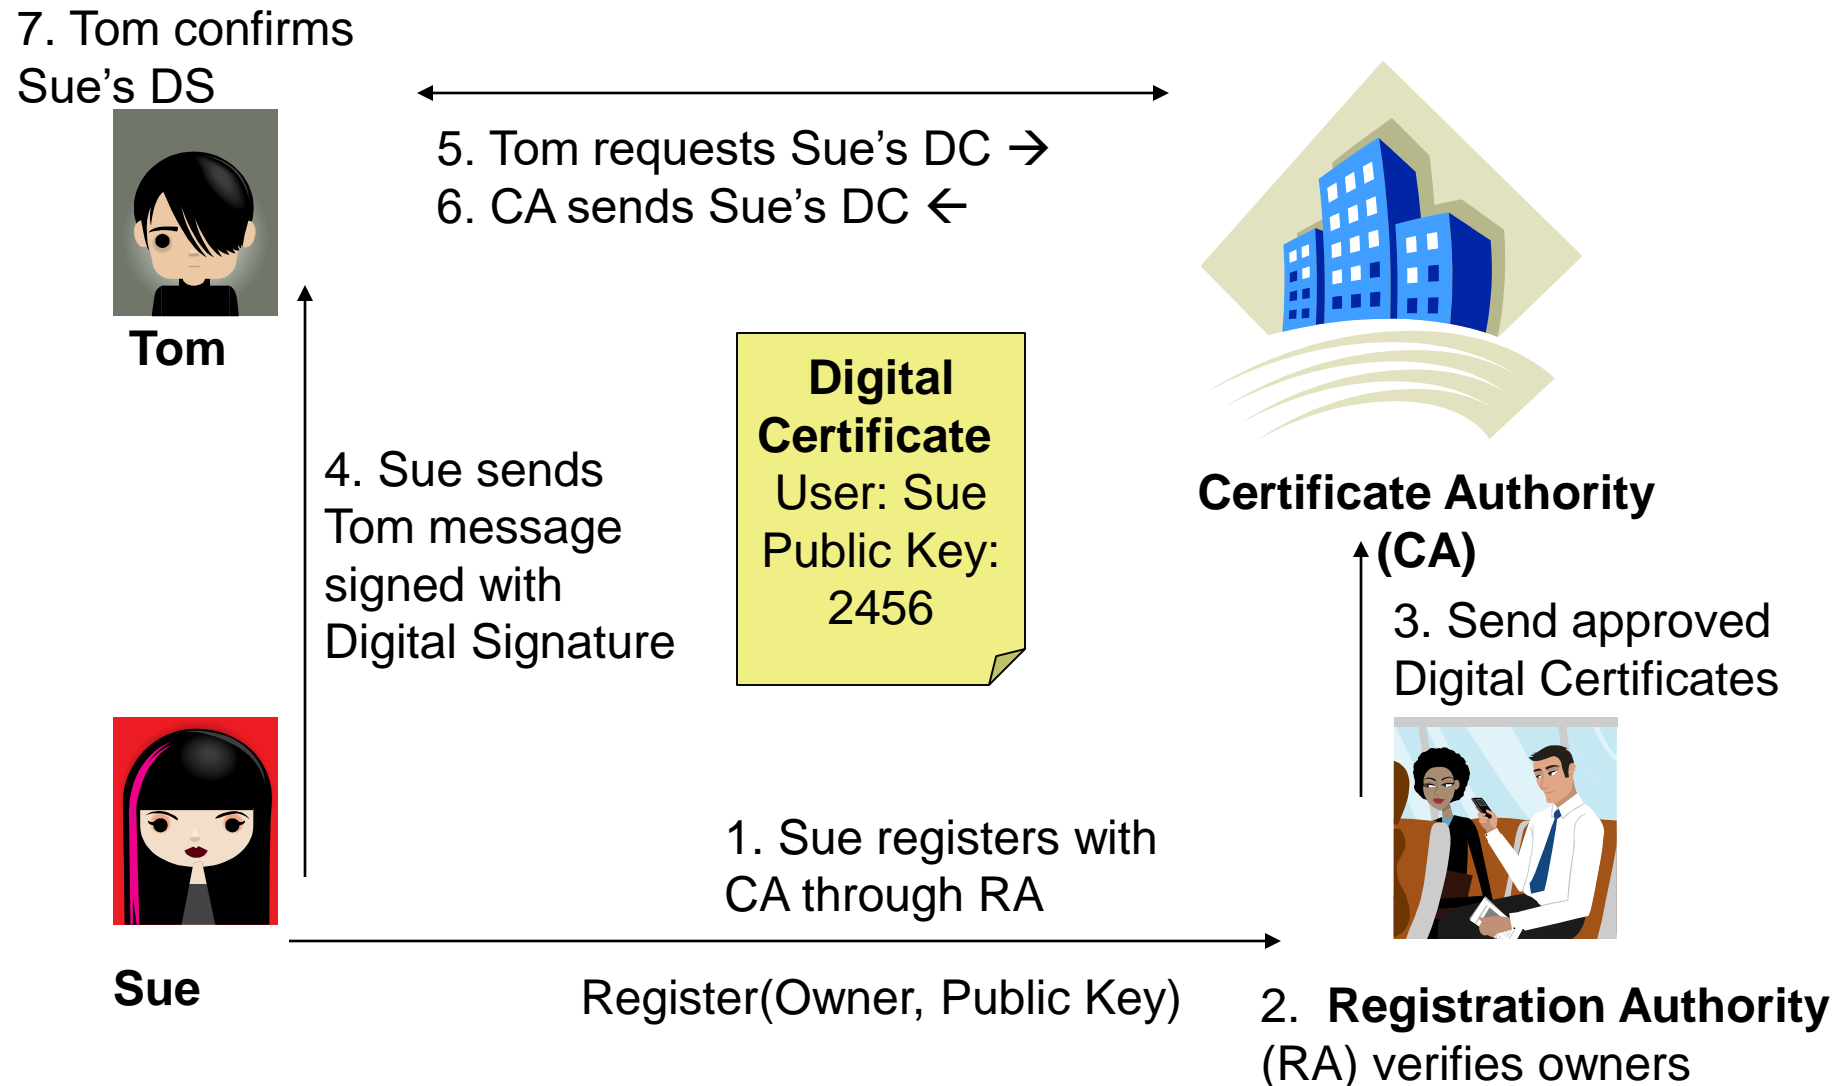 7. Tom confirms
Sue’s DS
5. Tom requests Sue’s DC →
6. CA sends Sue’s DC ←
Tom
Digital
Certificate
User: Sue
Public Key:
2456
4. Sue sends
Tom message
signed with
Digital Signature
Certificate Authority
(CA)
3. Send approved
Digital Certificates
1. Sue registers with
CA through RA
Sue
Register(Owner, Public Key)
2. Registration Authority
(RA) verifies owners